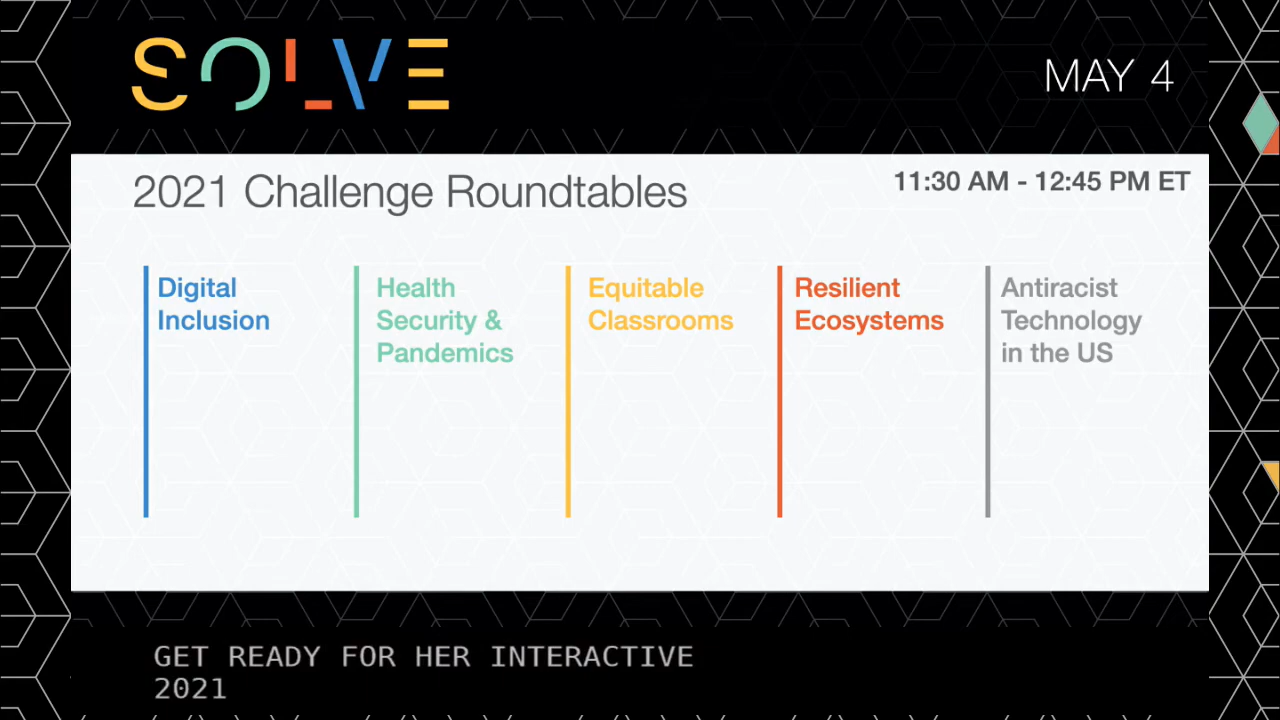 SOLVE
MAY 4
2021 Challenge Roundtables
11:30 AM - 12:45 PM ET
Digital
Inclusion
Health
Security &
Pandemics
Equitable
Classrooms
Resilient
Ecosystems
Antiracist
Technology
in the US
GET READY FOR HER INTERACTIVE
2021